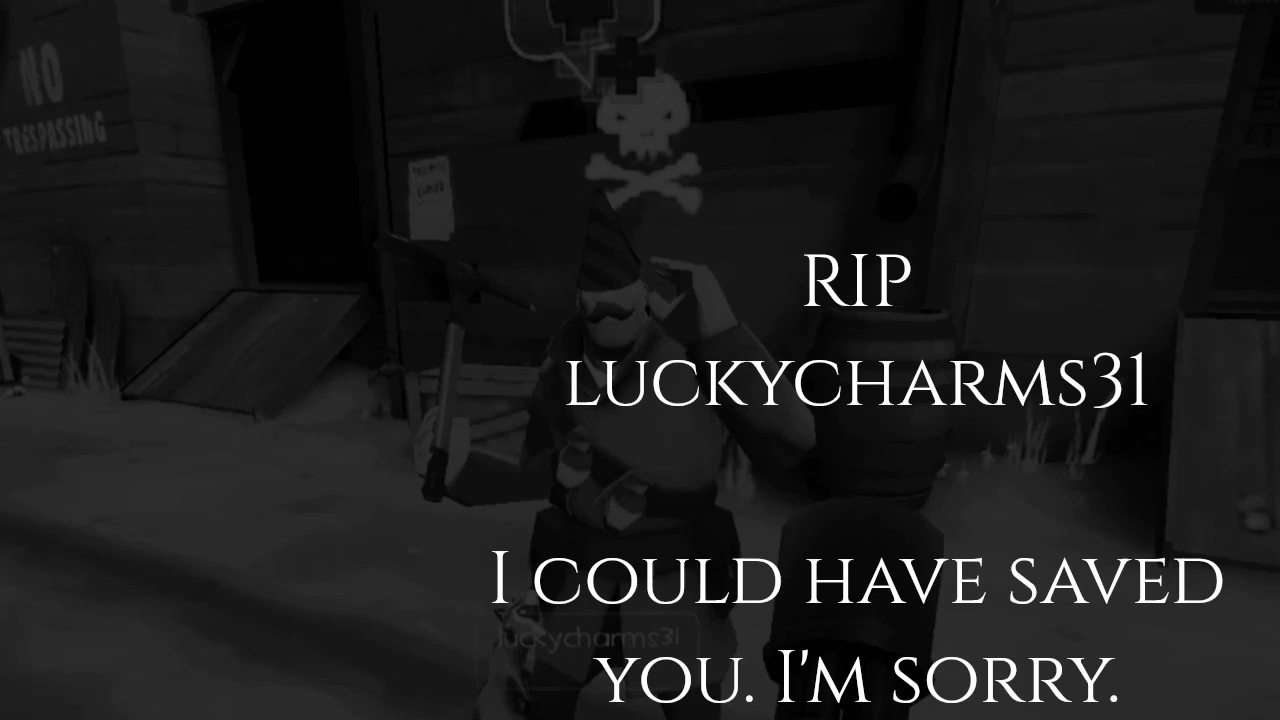 NO
TRESPASSING
RIP
LUCKYCHARMS31
I COULD HAVE SAVED
YOU. I'M SORRY.
luckycharms31